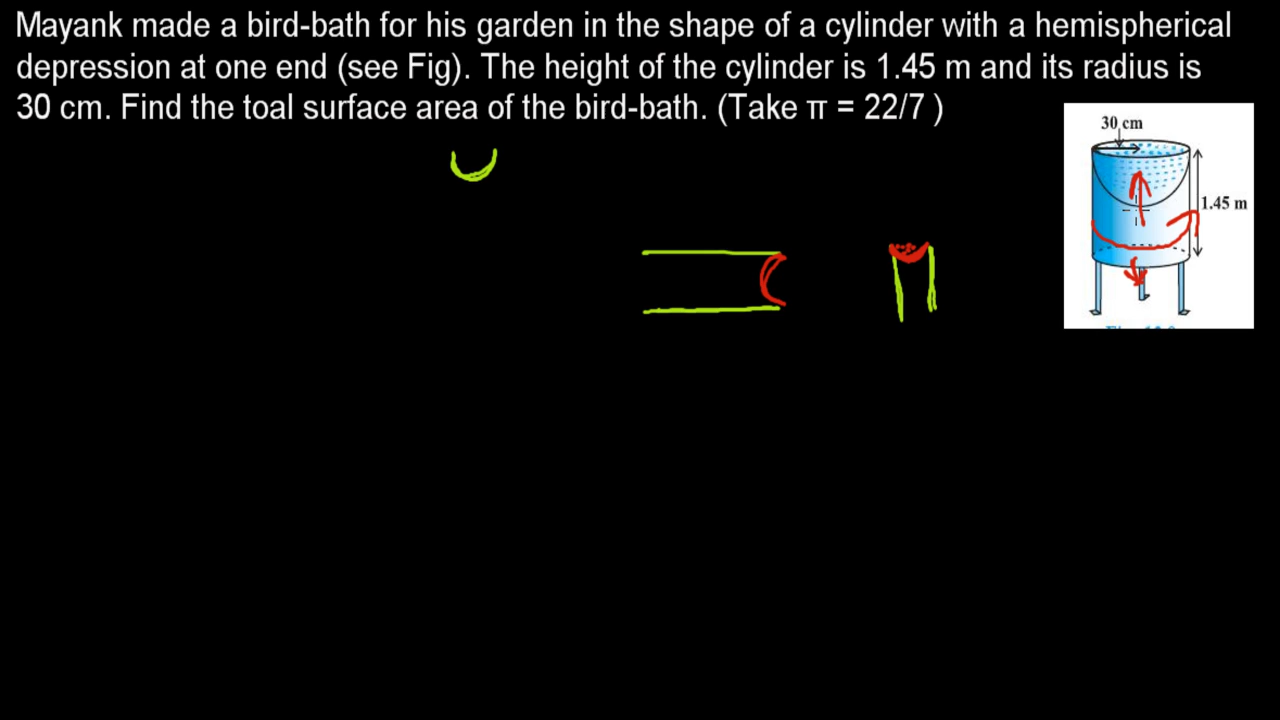 Mayank made a bird-bath for his garden in the shape of a cylinder with a hemispherical
depression at one end (see Fig). The height of the cylinder is 1.45 m and its radius is
30 cm. Find the toal surface area of the bird-bath. (Take π = 22/7 )
30 cm
1.45 m